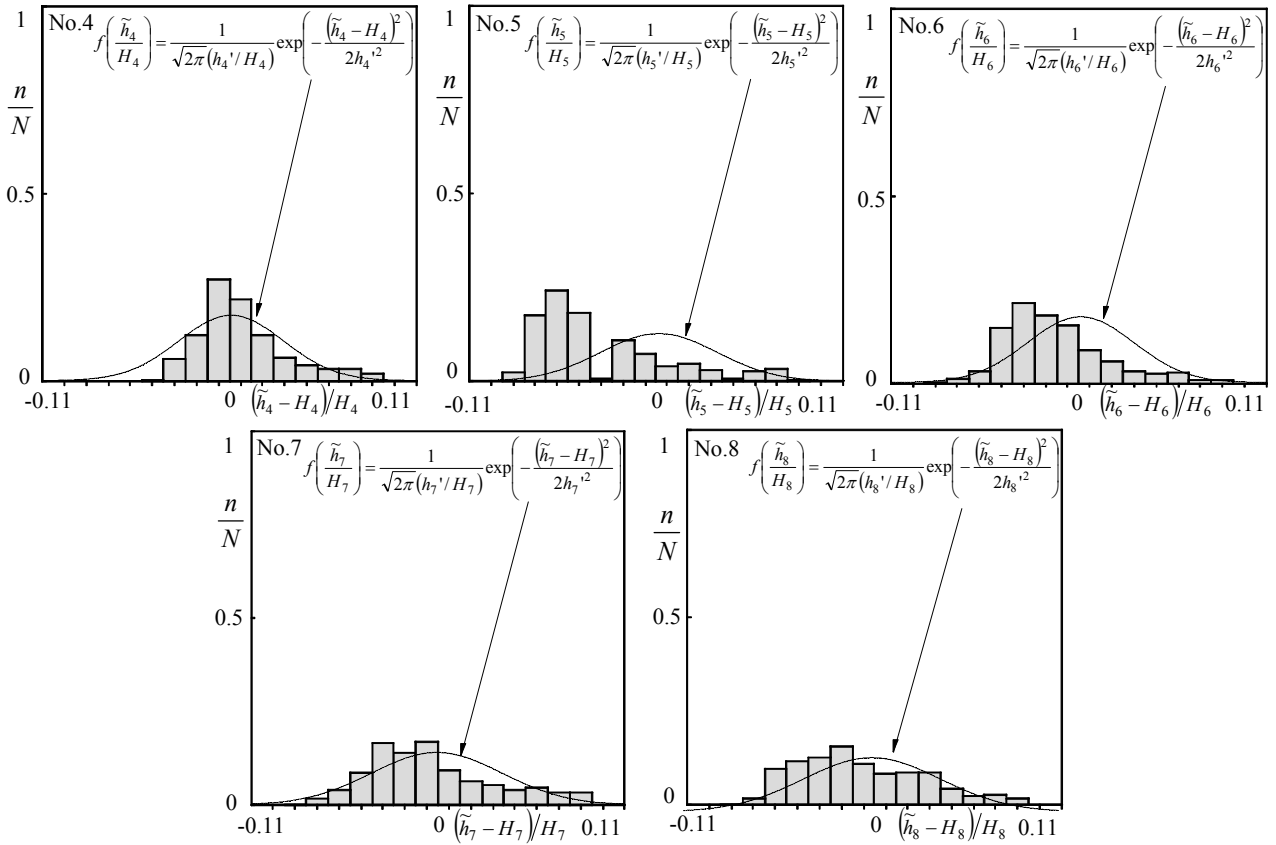 1 No.4 f(h̃₄/H₄) = 1/(√2π(h₄'/H₄)) exp(−(h̃₄−H₄)²/2h₄'²)
n/N
0.5
0
-0.11 0 (h̃₄−H₄)/H₄ 0.11
1 No.5 f(h̃₅/H₅) = 1/(√2π(h₅'/H₅)) exp(−(h̃₅−H₅)²/2h₅'²)
n/N
0.5
0
-0.11 0 (h̃₅−H₅)/H₅ 0.11
1 No.6 f(h̃₆/H₆) = 1/(√2π(h₆'/H₆)) exp(−(h̃₆−H₆)²/2h₆'²)
n/N
0.5
0
-0.11 0 (h̃₆−H₆)/H₆ 0.11
1 No.7 f(h̃₇/H₇) = 1/(√2π(h₇'/H₇)) exp(−(h̃₇−H₇)²/2h₇'²)
n/N
0.5
0
-0.11 0 (h̃₇−H₇)/H₇ 0.11
1 No.8 f(h̃₈/H₈) = 1/(√2π(h₈'/H₈)) exp(−(h̃₈−H₈)²/2h₈'²)
n/N
0.5
0
-0.11 0 (h̃₈−H₈)/H₈ 0.11